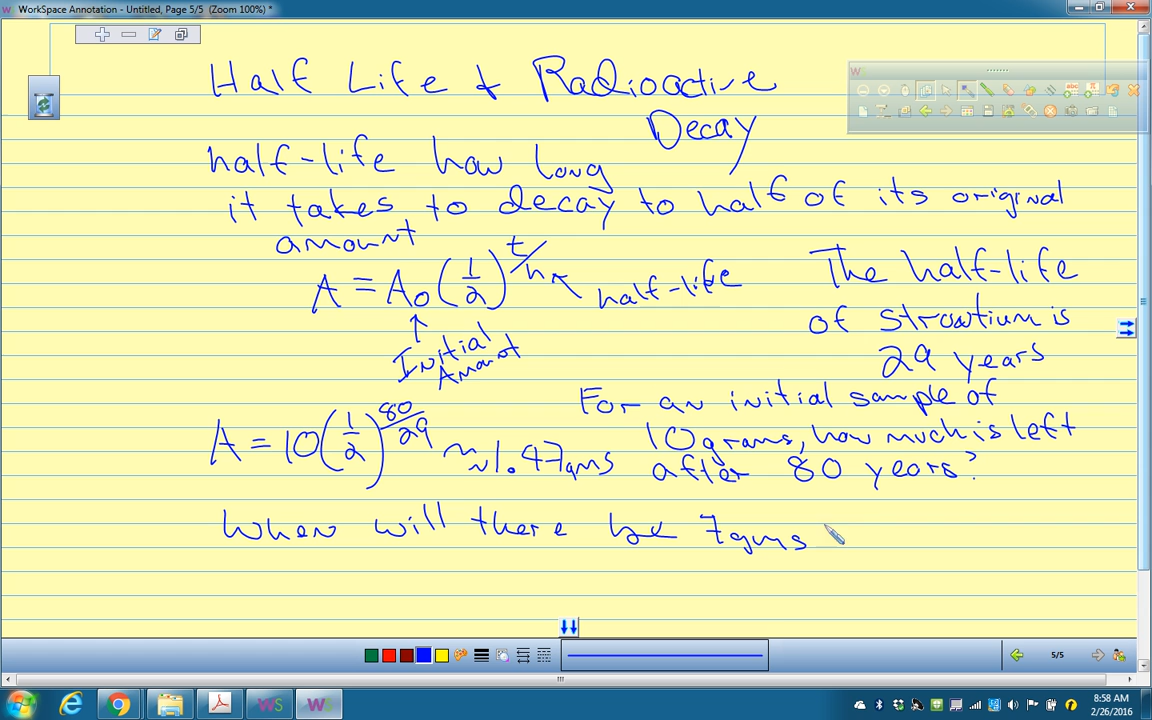 WorkSpace Annotation - Untitled, Page 5/5 (Zoom 100%) *
Half Life & Radioactive
Decay
half-life how long
it takes to decay to half of its original
amount
A = A₀(1/2)^t/h ↖ half-life
↑
Initial
Amount
The half-life
of strontium is
29 years
For an initial sample of
10 grams, how much is left
after 80 years?
A = 10(1/2)^80/29 ≈ 1.47gms
When will there be 7gms
5/5
8:58 AM
2/26/2016